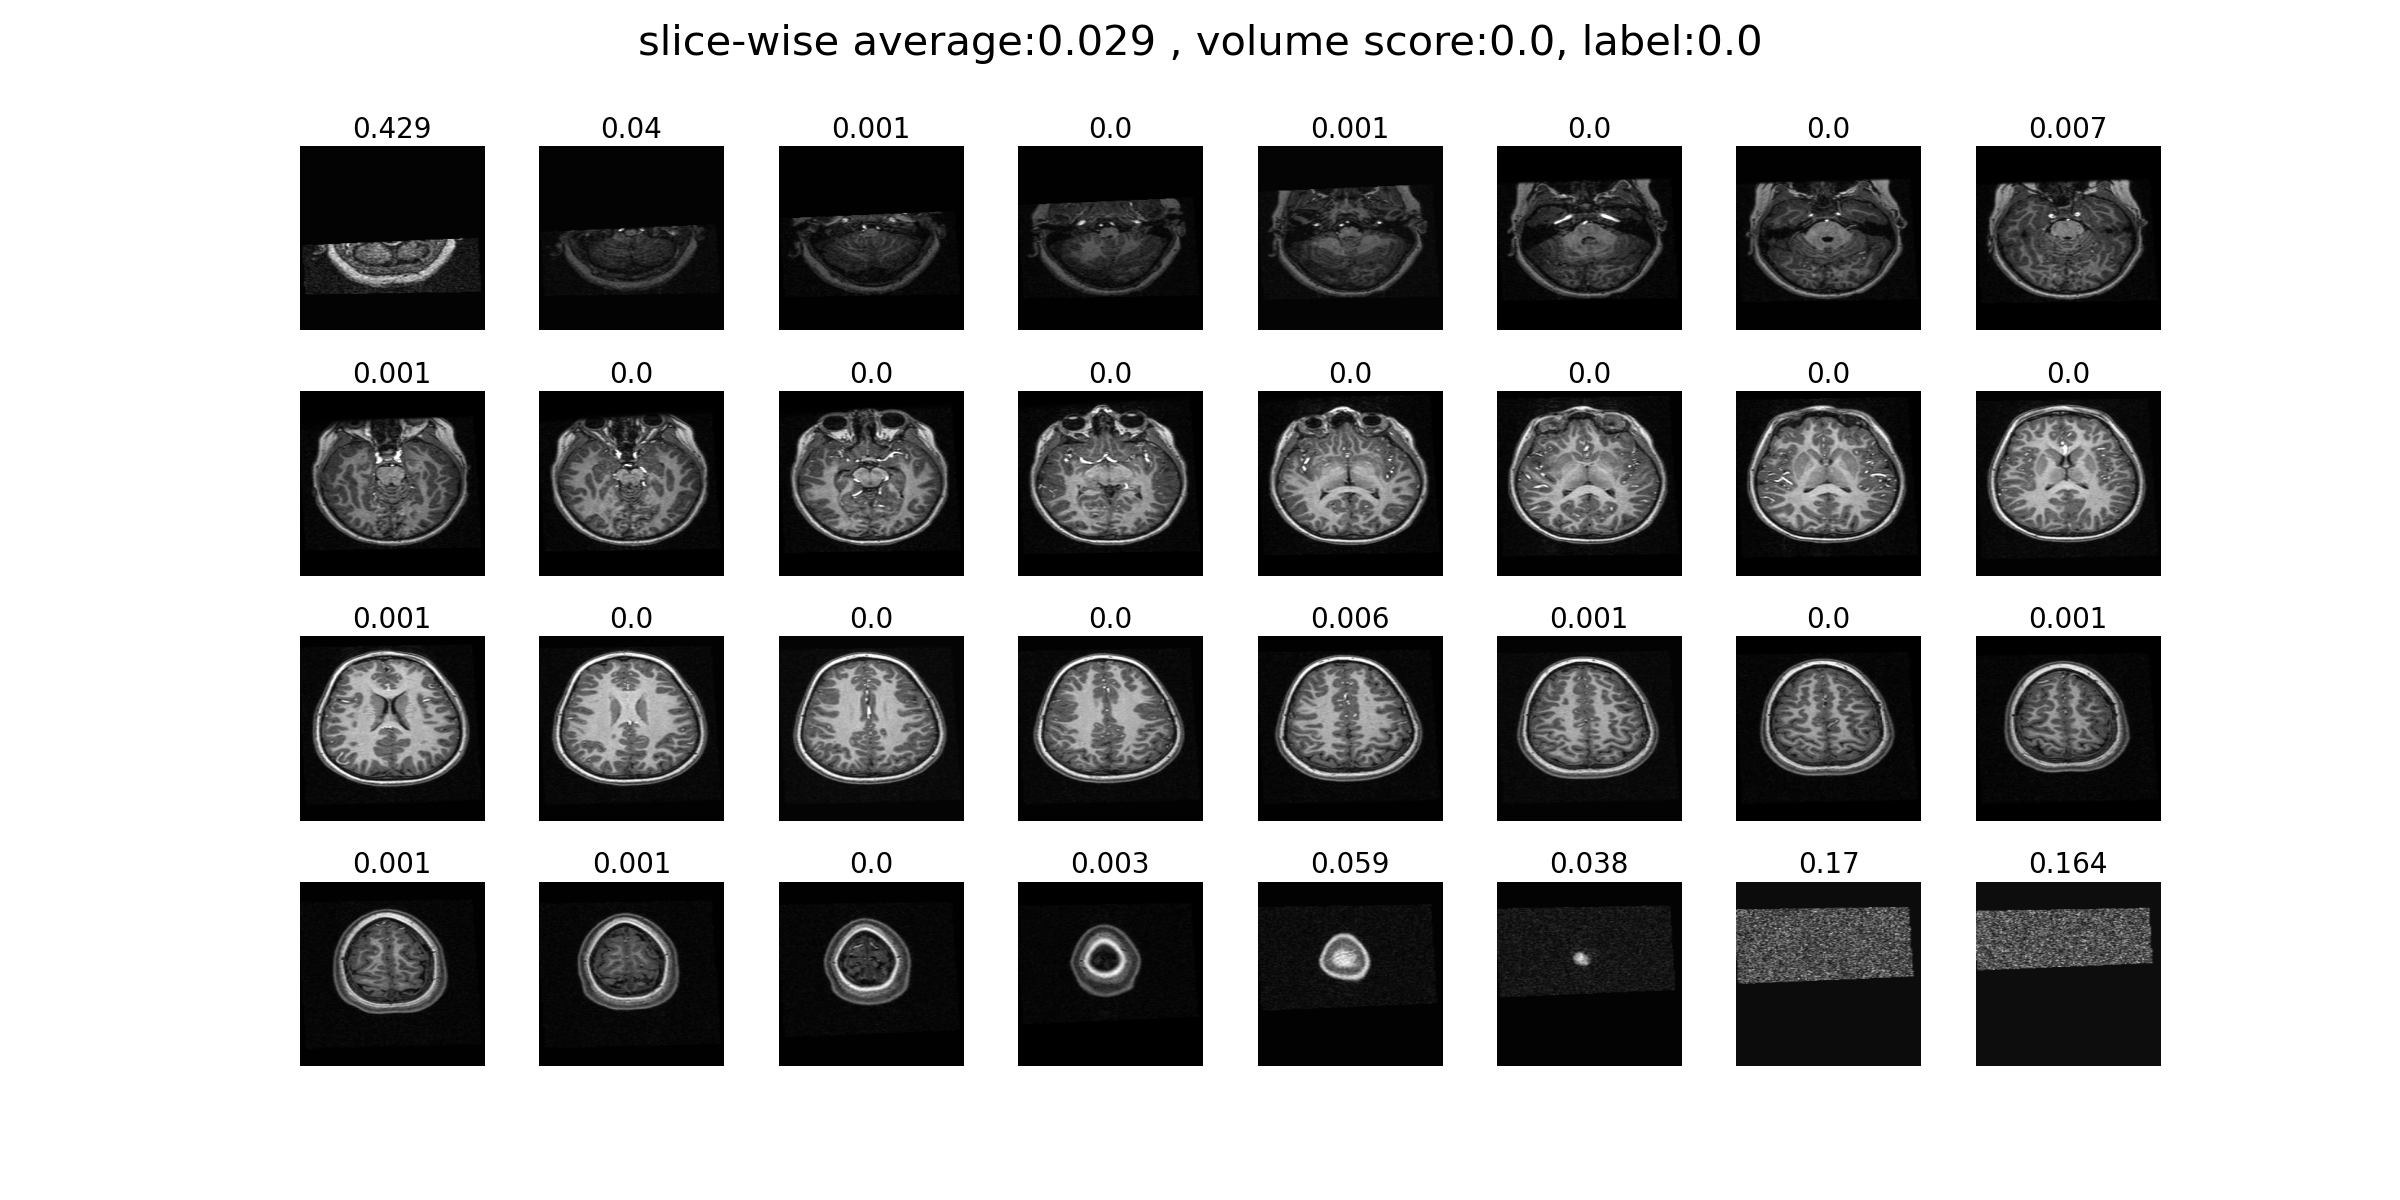 slice-wise average:0.029 , volume score:0.0, label:0.0
0.429 0.04 0.001 0.0 0.001 0.0 0.0 0.007
0.001 0.0 0.0 0.0 0.0 0.0 0.0 0.0
0.001 0.0 0.0 0.0 0.006 0.001 0.0 0.001
0.001 0.001 0.0 0.003 0.059 0.038 0.17 0.164